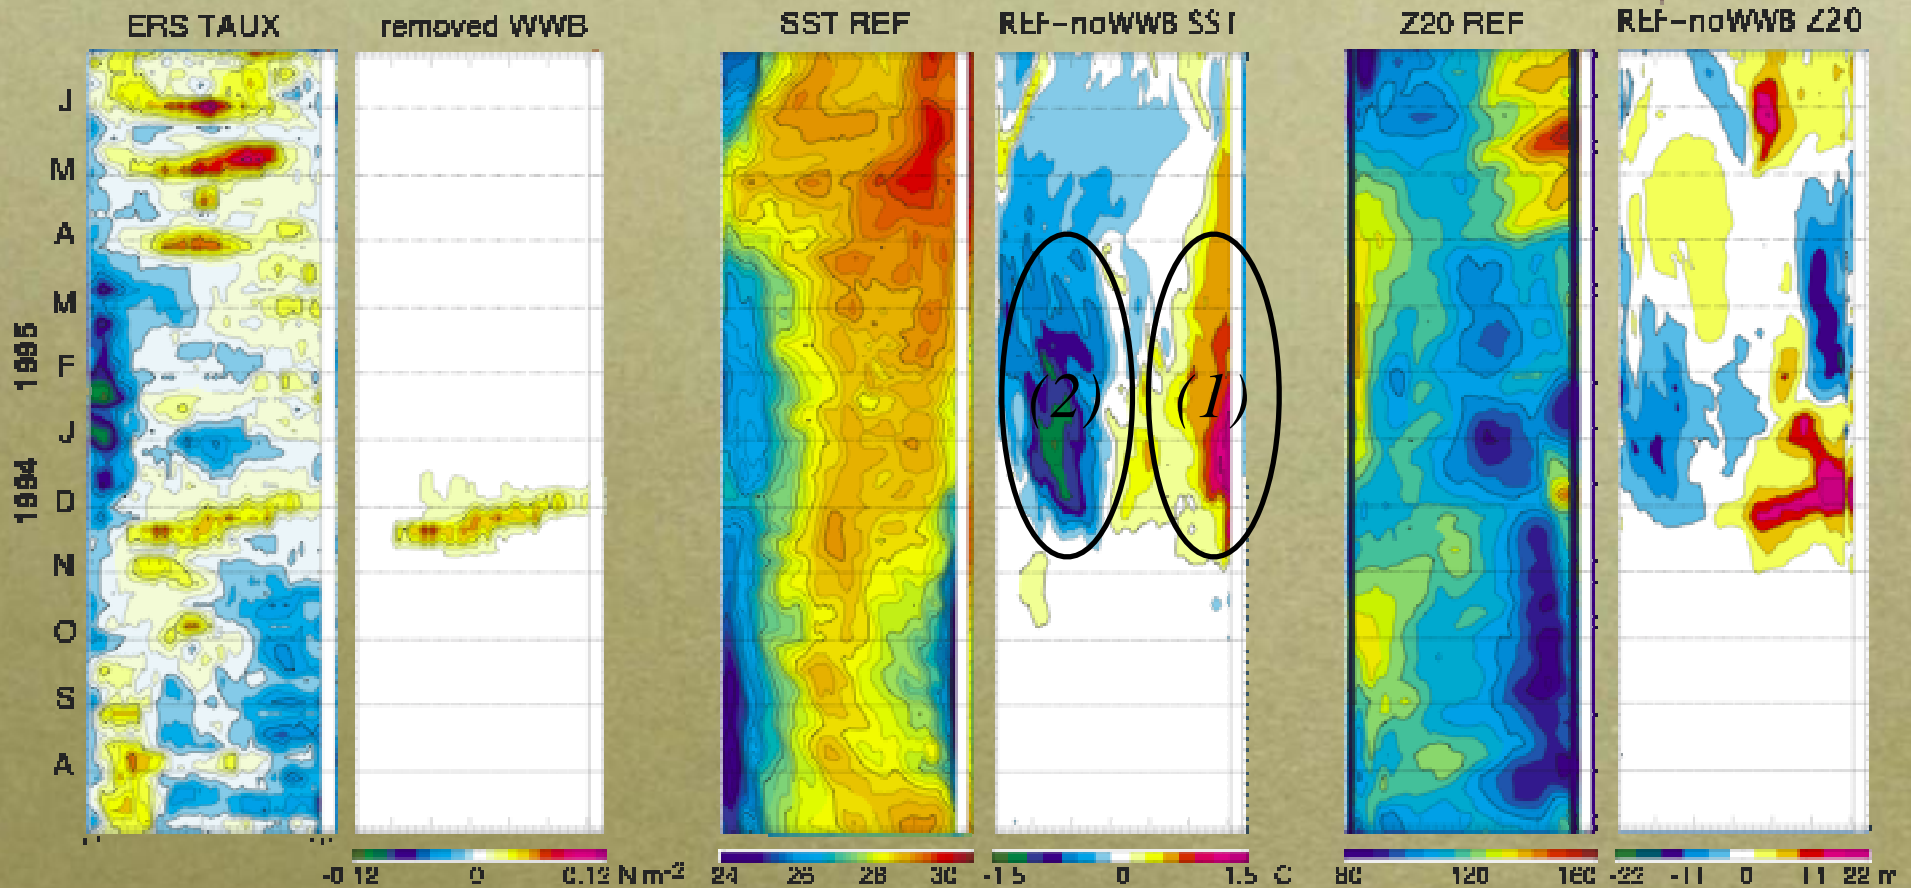 ERS TAUX
removed WWB
SST REF
REF-noWWB SST
Z20 REF
REF-noWWB Z20
J
M
A
M
F
J
D
N
O
S
A
1995
1994
(2)
(1)
-0.12 0 0.12 N m-2
24 26 28 30
-1.5 0 1.5 C
80 120 160
-22 -11 0 11 22 m